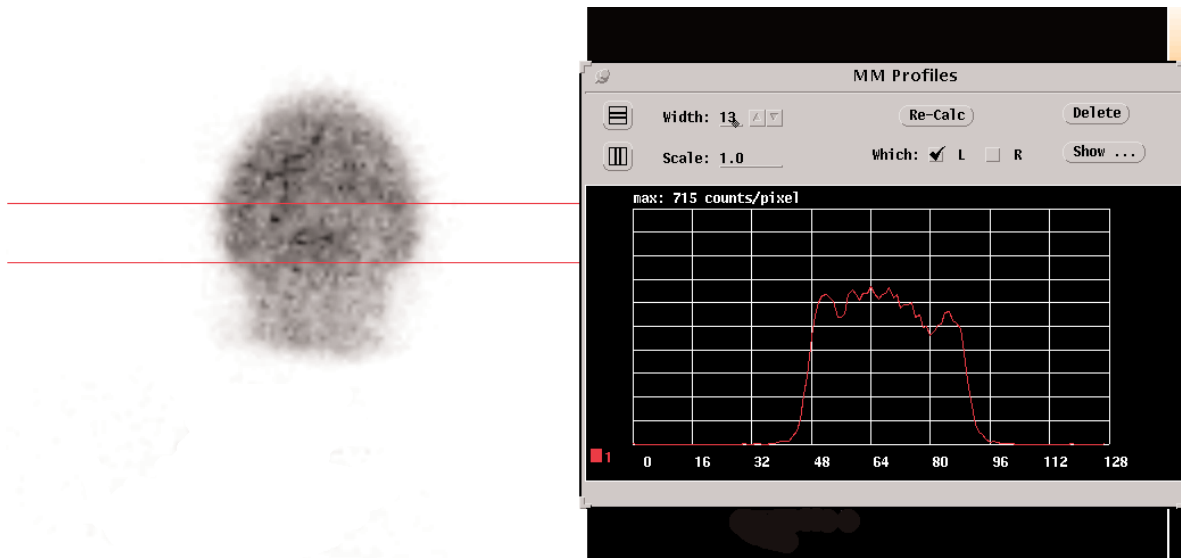 MM Profiles
Width: 13 Re-Calc Delete
Scale: 1.0 Which: L R Show ...
max: 715 counts/pixel
1
0 16 32 48 64 80 96 112 128